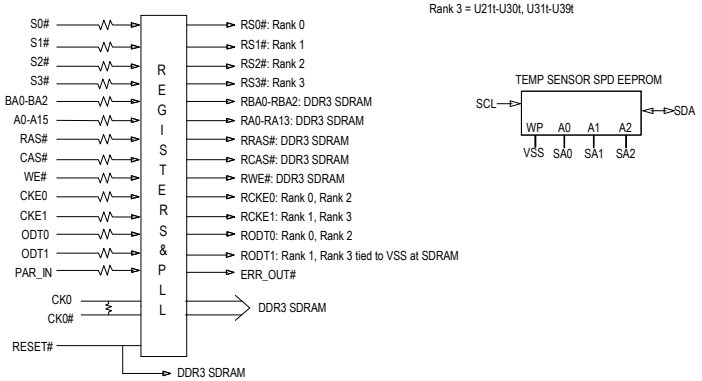 Rank 3 = U21t-U30t, U31t-U39t
S0#
S1#
S2#
S3#
BA0-BA2
A0-A15
RAS#
CAS#
WE#
CKE0
CKE1
ODT0
ODT1
PAR_IN
CK0
CK0#
RESET#
REGISTERS&PLL
RS0#: Rank 0
RS1#: Rank 1
RS2#: Rank 2
RS3#: Rank 3
RBA0-RBA2: DDR3 SDRAM
RA0-RA13: DDR3 SDRAM
RRAS#: DDR3 SDRAM
RCAS#: DDR3 SDRAM
RWE#: DDR3 SDRAM
RCKE0: Rank 0, Rank 2
RCKE1: Rank 1, Rank 3
RODT0: Rank 0, Rank 2
RODT1: Rank 1, Rank 3 tied to VSS at SDRAM
ERR_OUT#
DDR3 SDRAM
DDR3 SDRAM
TEMP SENSOR SPD EEPROM
SCL
SDA
WP A0 A1 A2
VSS SA0 SA1 SA2